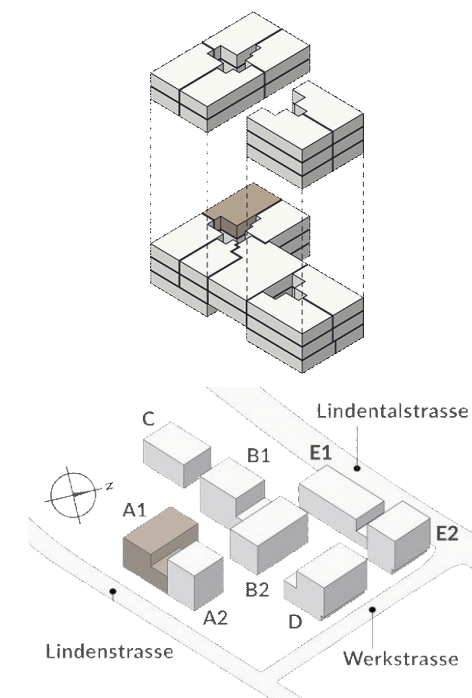 Lindentalstrasse
C
B1
E1
N
A1
E2
A2
B2
D
Lindenstrasse
Werkstrasse